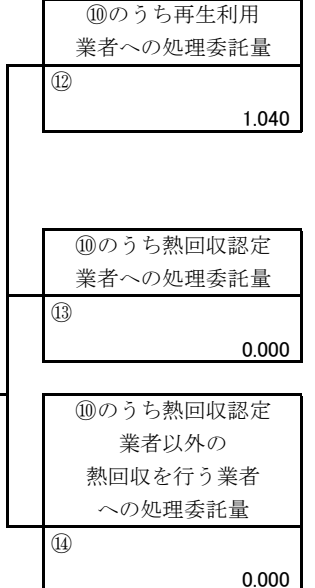 ⑩のうち再生利用
業者への処理委託量
⑫
1.040
⑩のうち熱回収認定
業者への処理委託量
⑬
0.000
⑩のうち熱回収認定
業者以外の
熱回収を行う業者
への処理委託量
⑭
0.000